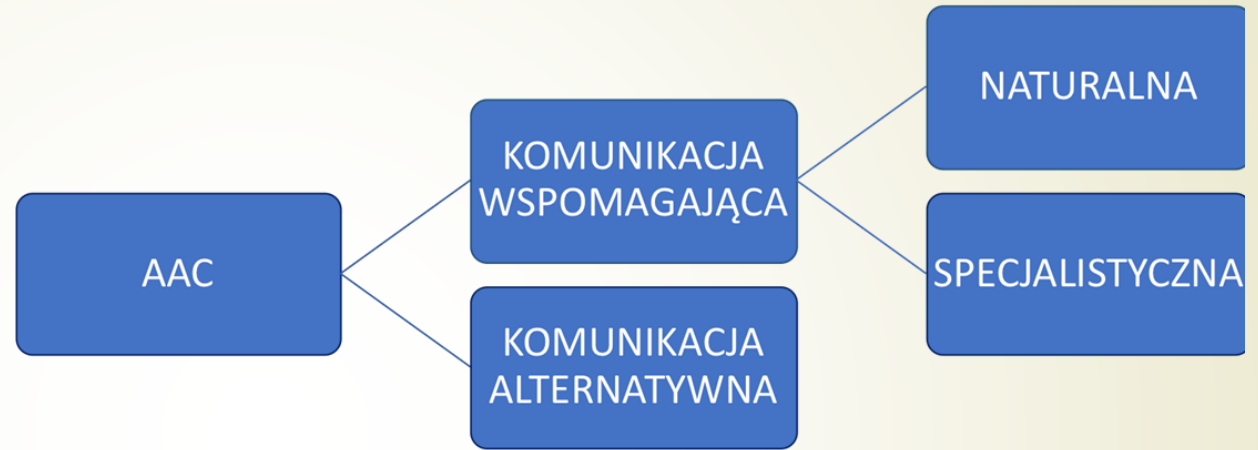 AAC
KOMUNIKACJA
WSPOMAGAJĄCA
KOMUNIKACJA
ALTERNATYWNA
NATURALNA
SPECJALISTYCZNA